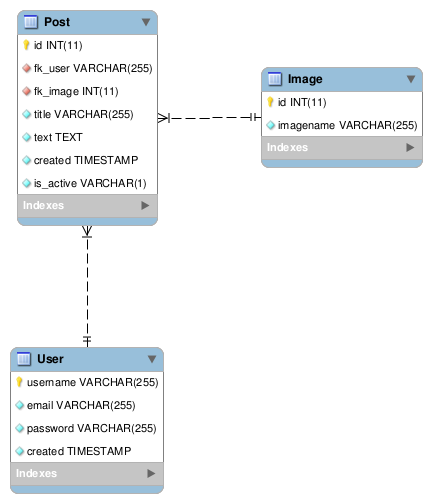 Post
id INT(11)
fk_user VARCHAR(255)
fk_image INT(11)
title VARCHAR(255)
text TEXT
created TIMESTAMP
is_active VARCHAR(1)
Indexes
Image
id INT(11)
imagename VARCHAR(255)
Indexes
User
username VARCHAR(255)
email VARCHAR(255)
password VARCHAR(255)
created TIMESTAMP
Indexes